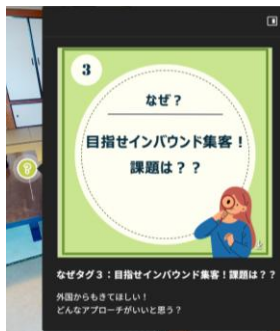 3
なぜ？
目指せインバウンド集客！
課題は？？
?
なぜタグ３：目指せインバウンド集客！課題は？？
外国からもきてほしい！
どんなアプローチがいいと思う？